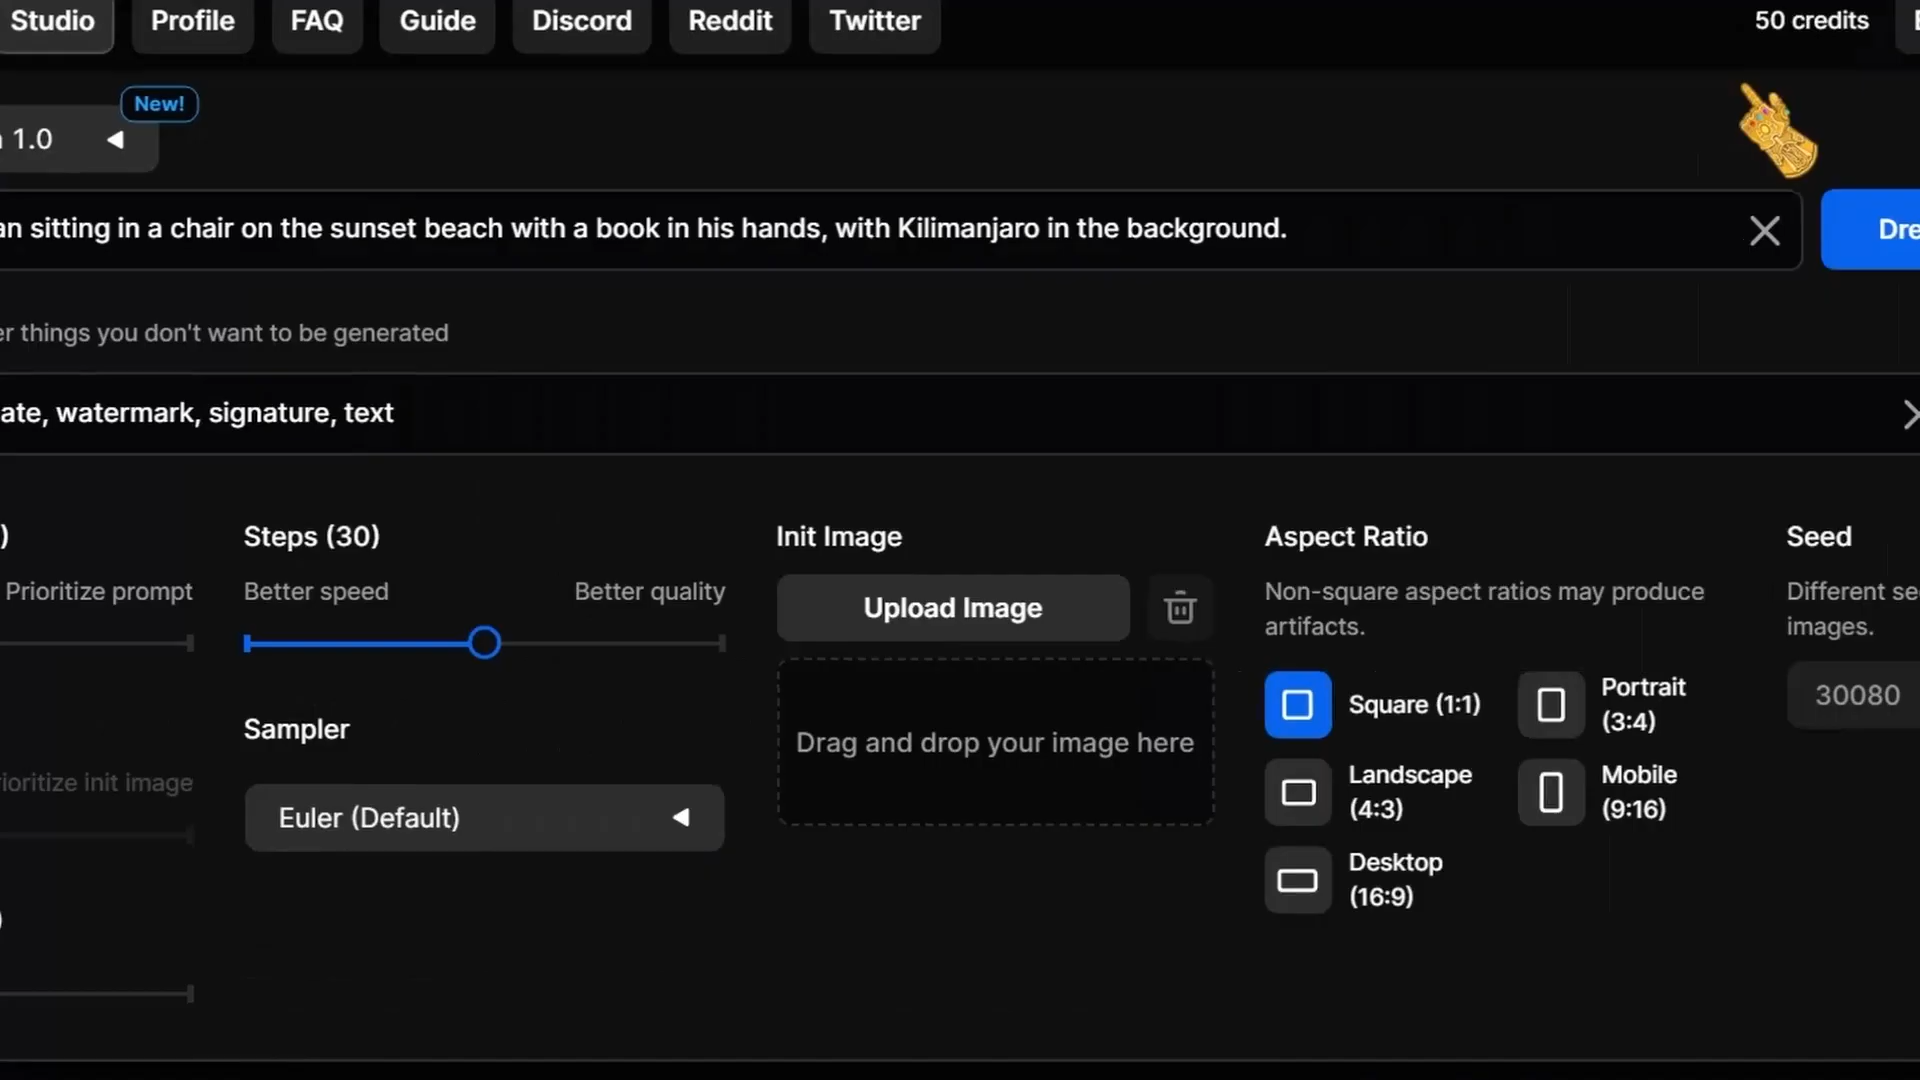 Studio Profile FAQ Guide Discord Reddit Twitter 50 credits
New!
1.0
sitting in a chair on the sunset beach with a book in his hands, with Kilimanjaro in the background.
Dre
things you don't want to be generated
ate, watermark, signature, text
Steps (30) Init Image Aspect Ratio Seed
Prioritize prompt Better speed Better quality
Upload Image
Non-square aspect ratios may produce
artifacts.
Different se
images.
Square (1:1)
Portrait
(3:4)
30080
Sampler
Drag and drop your image here
ioritize init image
Euler (Default)
Landscape
(4:3)
Mobile
(9:16)
Desktop
(16:9)